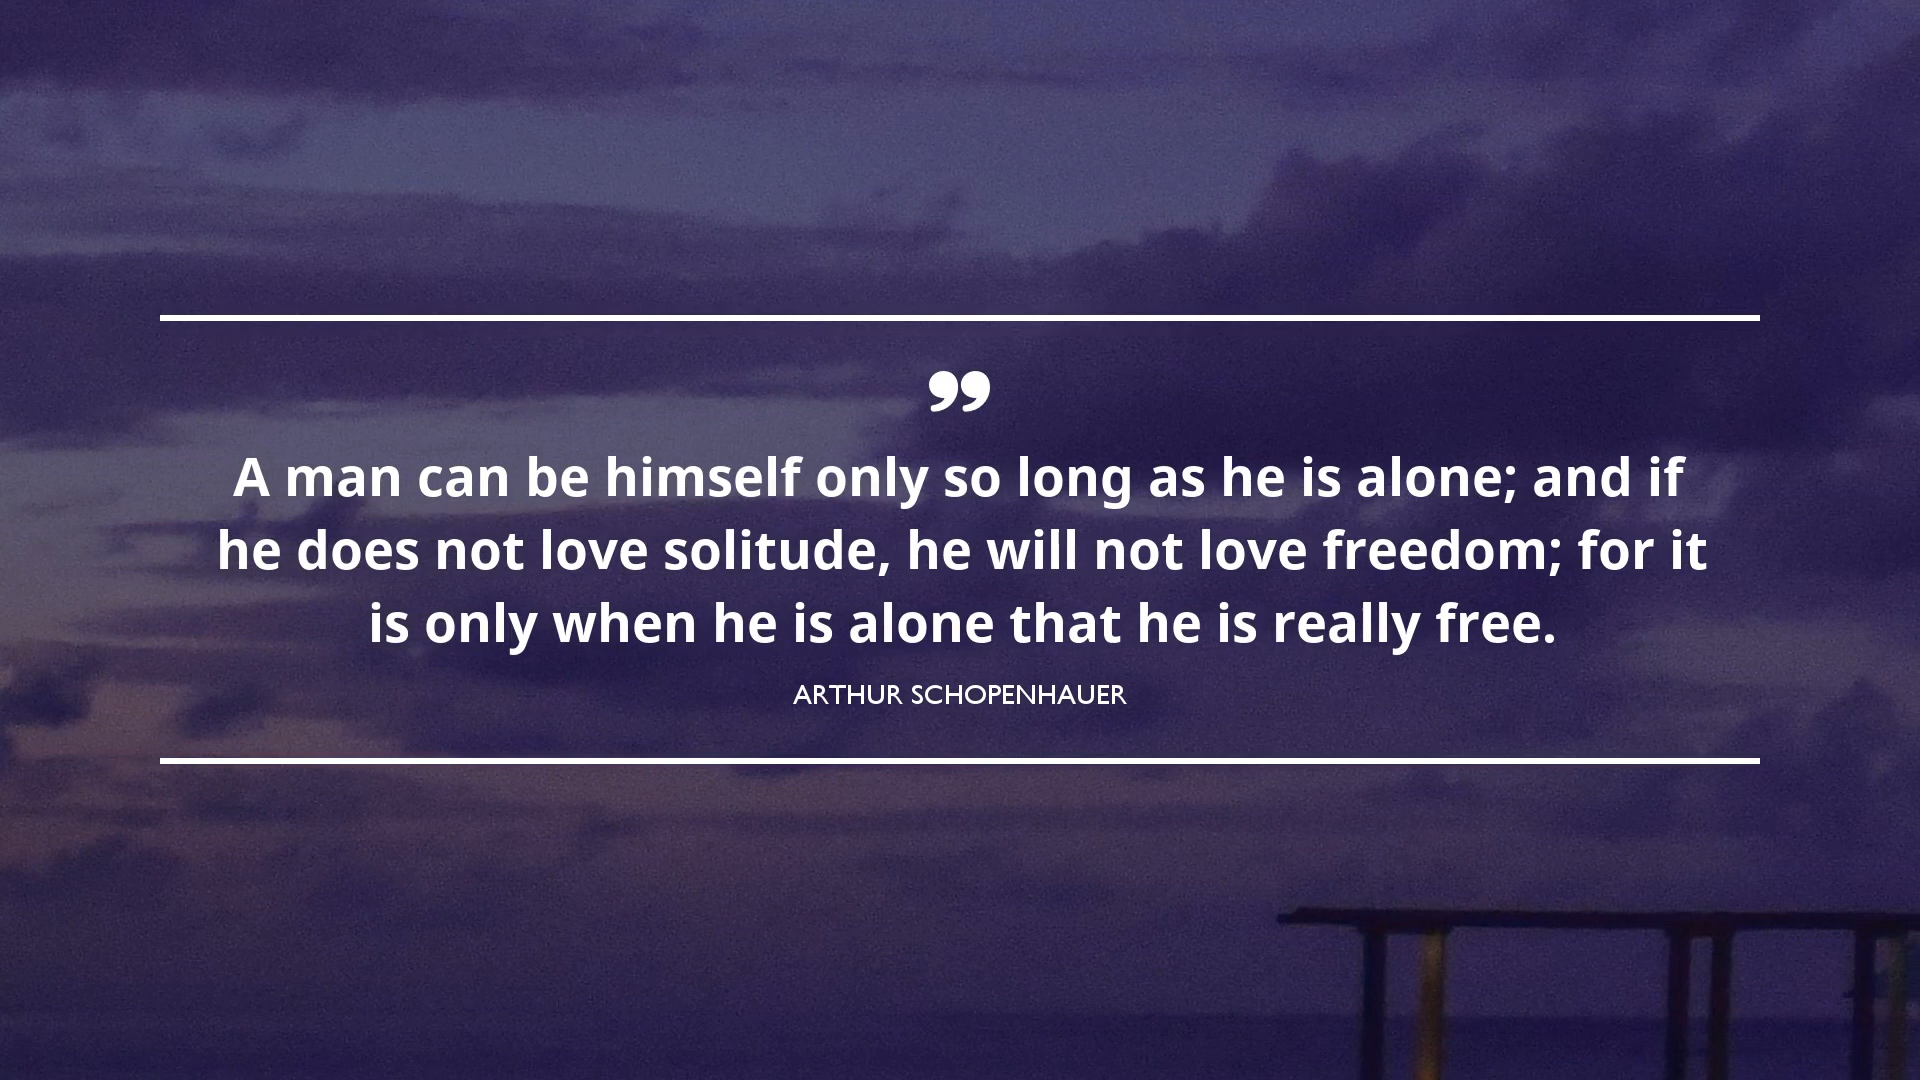 ”
A man can be himself only so long as he is alone; and if
he does not love solitude, he will not love freedom; for it
is only when he is alone that he is really free.
ARTHUR SCHOPENHAUER